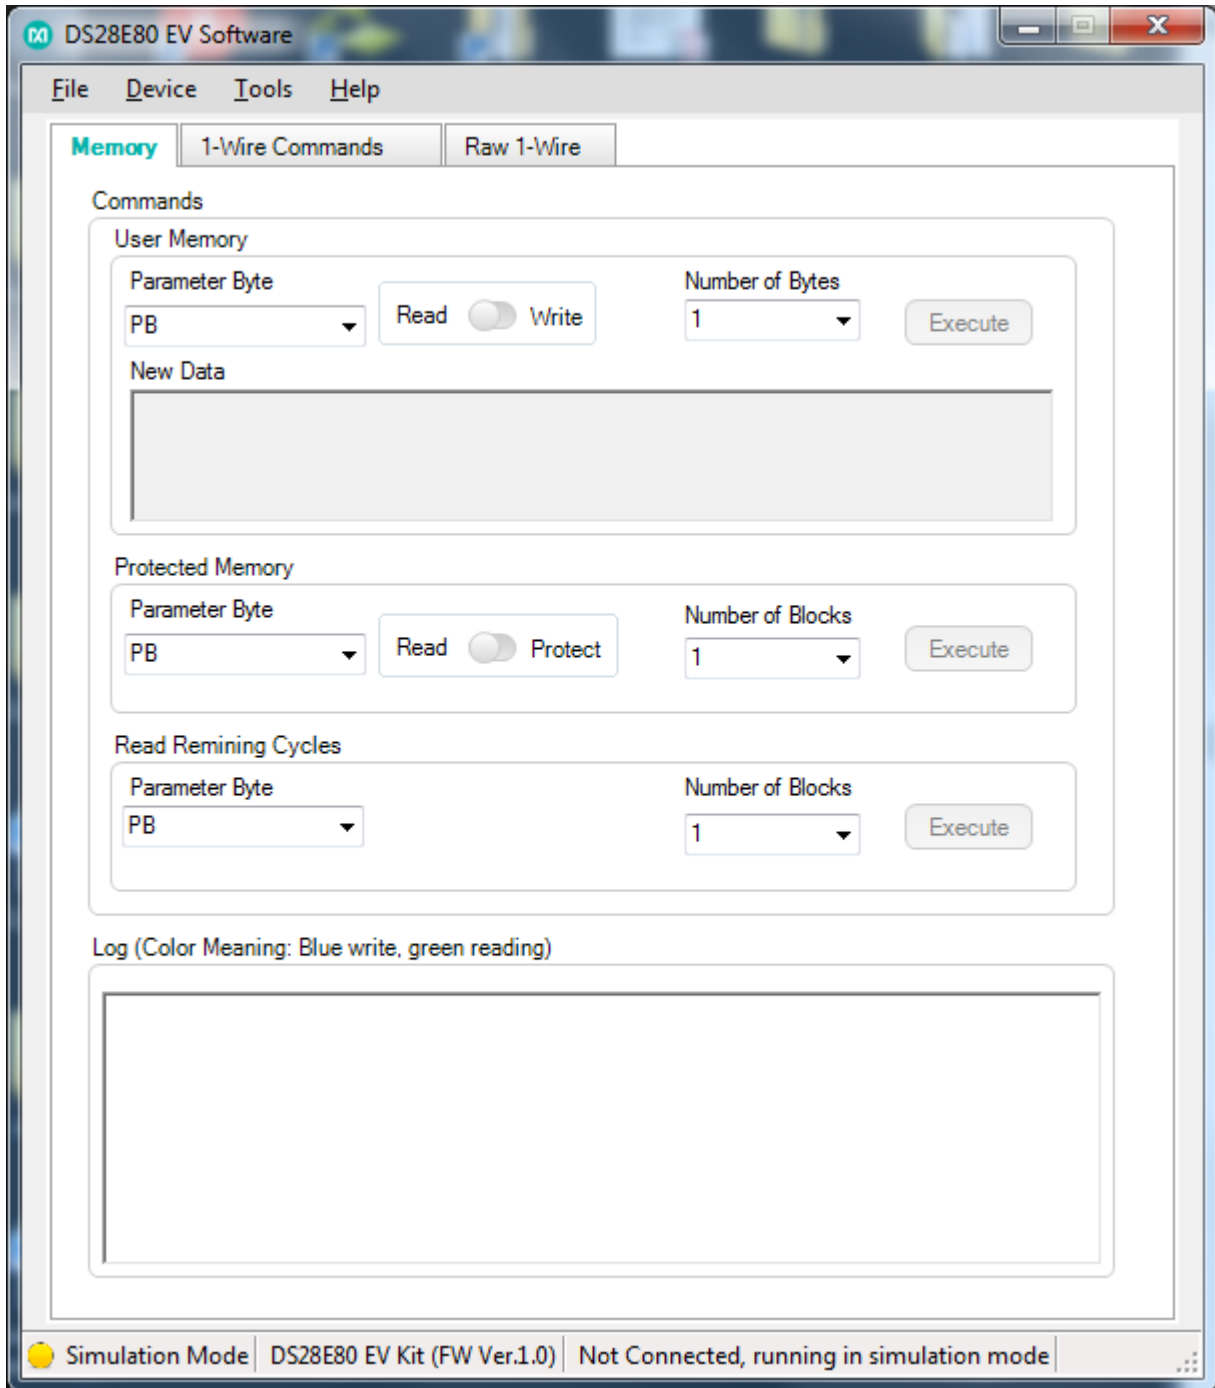 DS28E80 EV Software
File Device Tools Help
Memory 1-Wire Commands Raw 1-Wire
Commands
User Memory
Parameter Byte Number of Bytes
PB Read Write 1 Execute
New Data
Protected Memory
Parameter Byte Number of Blocks
PB Read Protect 1 Execute
Read Remining Cycles
Parameter Byte Number of Blocks
PB 1 Execute
Log (Color Meaning: Blue write, green reading)
Simulation Mode DS28E80 EV Kit (FW Ver.1.0) Not Connected, running in simulation mode